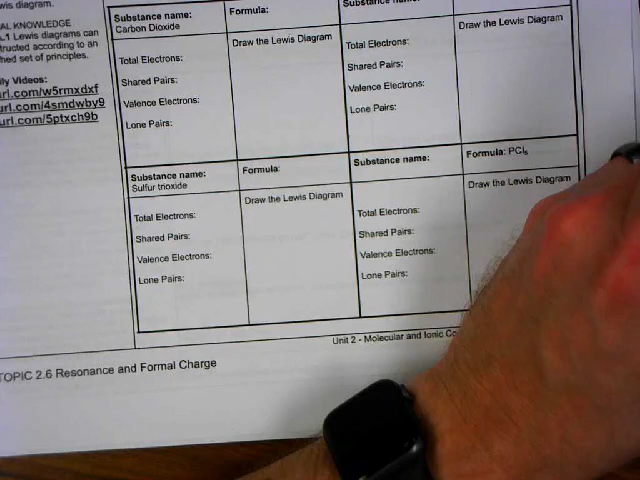 wis diagram.
AL KNOWLEDGE
.1 Lewis diagrams can
tructed according to an
hed set of principles.
ly Videos:
url.com/w5rmxdxf
url.com/4smdwby9
url.com/5ptxch9b
Substance name:
Carbon Dioxide
Formula:
Total Electrons:
Shared Pairs:
Valence Electrons:
Lone Pairs:
Draw the Lewis Diagram
Substance name:
Total Electrons:
Shared Pairs:
Valence Electrons:
Lone Pairs:
Draw the Lewis Diagram
Substance name:
Sulfur trioxide
Formula:
Total Electrons:
Shared Pairs:
Valence Electrons:
Lone Pairs:
Draw the Lewis Diagram
Substance name:
Formula: PCl₅
Total Electrons:
Shared Pairs:
Valence Electrons:
Lone Pairs:
Draw the Lewis Diagram
Unit 2 - Molecular and Ionic Co
TOPIC 2.6 Resonance and Formal Charge